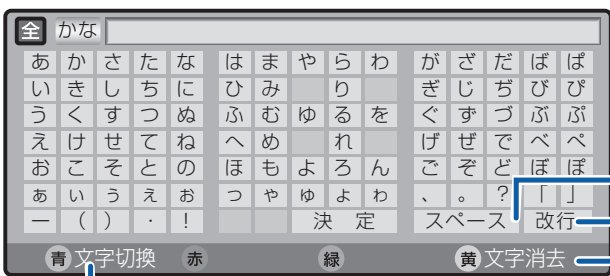 全 かな
あ か さ た な は ま や ら わ が ざ だ ば ぱ
い き し ち に ひ み り ぎ じ ぢ び ぴ
う く す つ ぬ ふ む ゆ る を ぐ ず づ ぶ ぷ
え け せ て ね へ め れ げ ぜ で べ ぺ
お こ そ と の ほ も よ ろ ん ご ぞ ど ぼ ぽ
ぁ ぃ ぅ ぇ ぉ っ ゃ ゅ ょ ゎ 、 。 ? 「 」
ー ( ) ・ ! 決 定 スペース 改行
青 文字切換 赤 緑 黄 文字消去